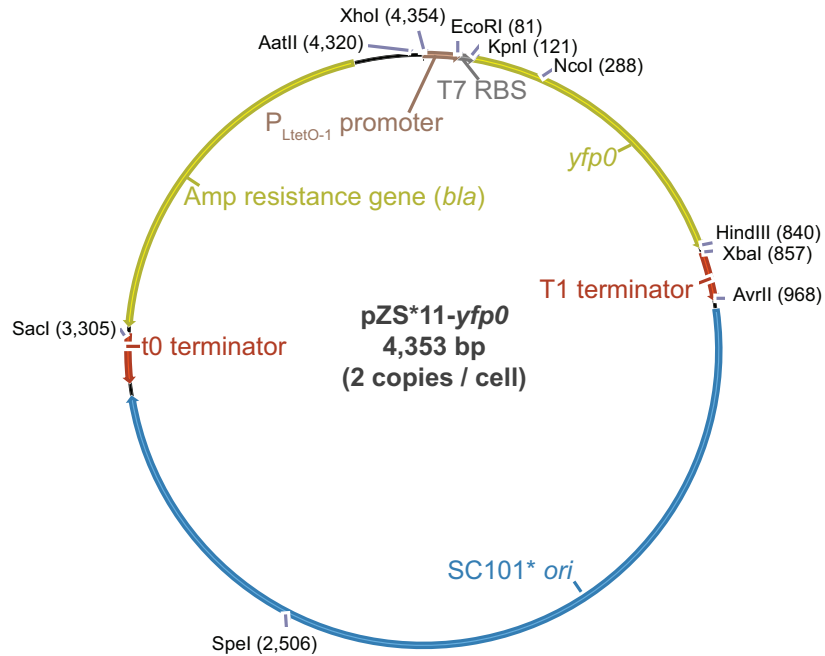 XhoI (4,354)
EcoRI (81)
AatII (4,320)
KpnI (121)
NcoI (288)
T7 RBS
PLtetO-1 promoter
yfp0
Amp resistance gene (bla)
HindIII (840)
XbaI (857)
T1 terminator
AvrII (968)
pZS*11-yfp0
SacI (3,305)
t0 terminator
4,353 bp
(2 copies / cell)
SC101* ori
SpeI (2,506)